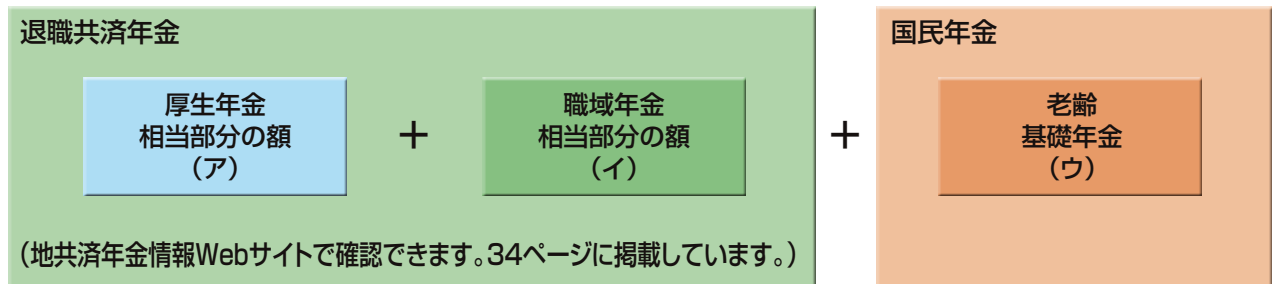 退職共済年金
厚生年金
相当部分の額
(ア)
＋
職域年金
相当部分の額
(イ)
(地共済年金情報Webサイトで確認できます。34ページに掲載しています。)
＋
国民年金
老齢
基礎年金
(ウ)